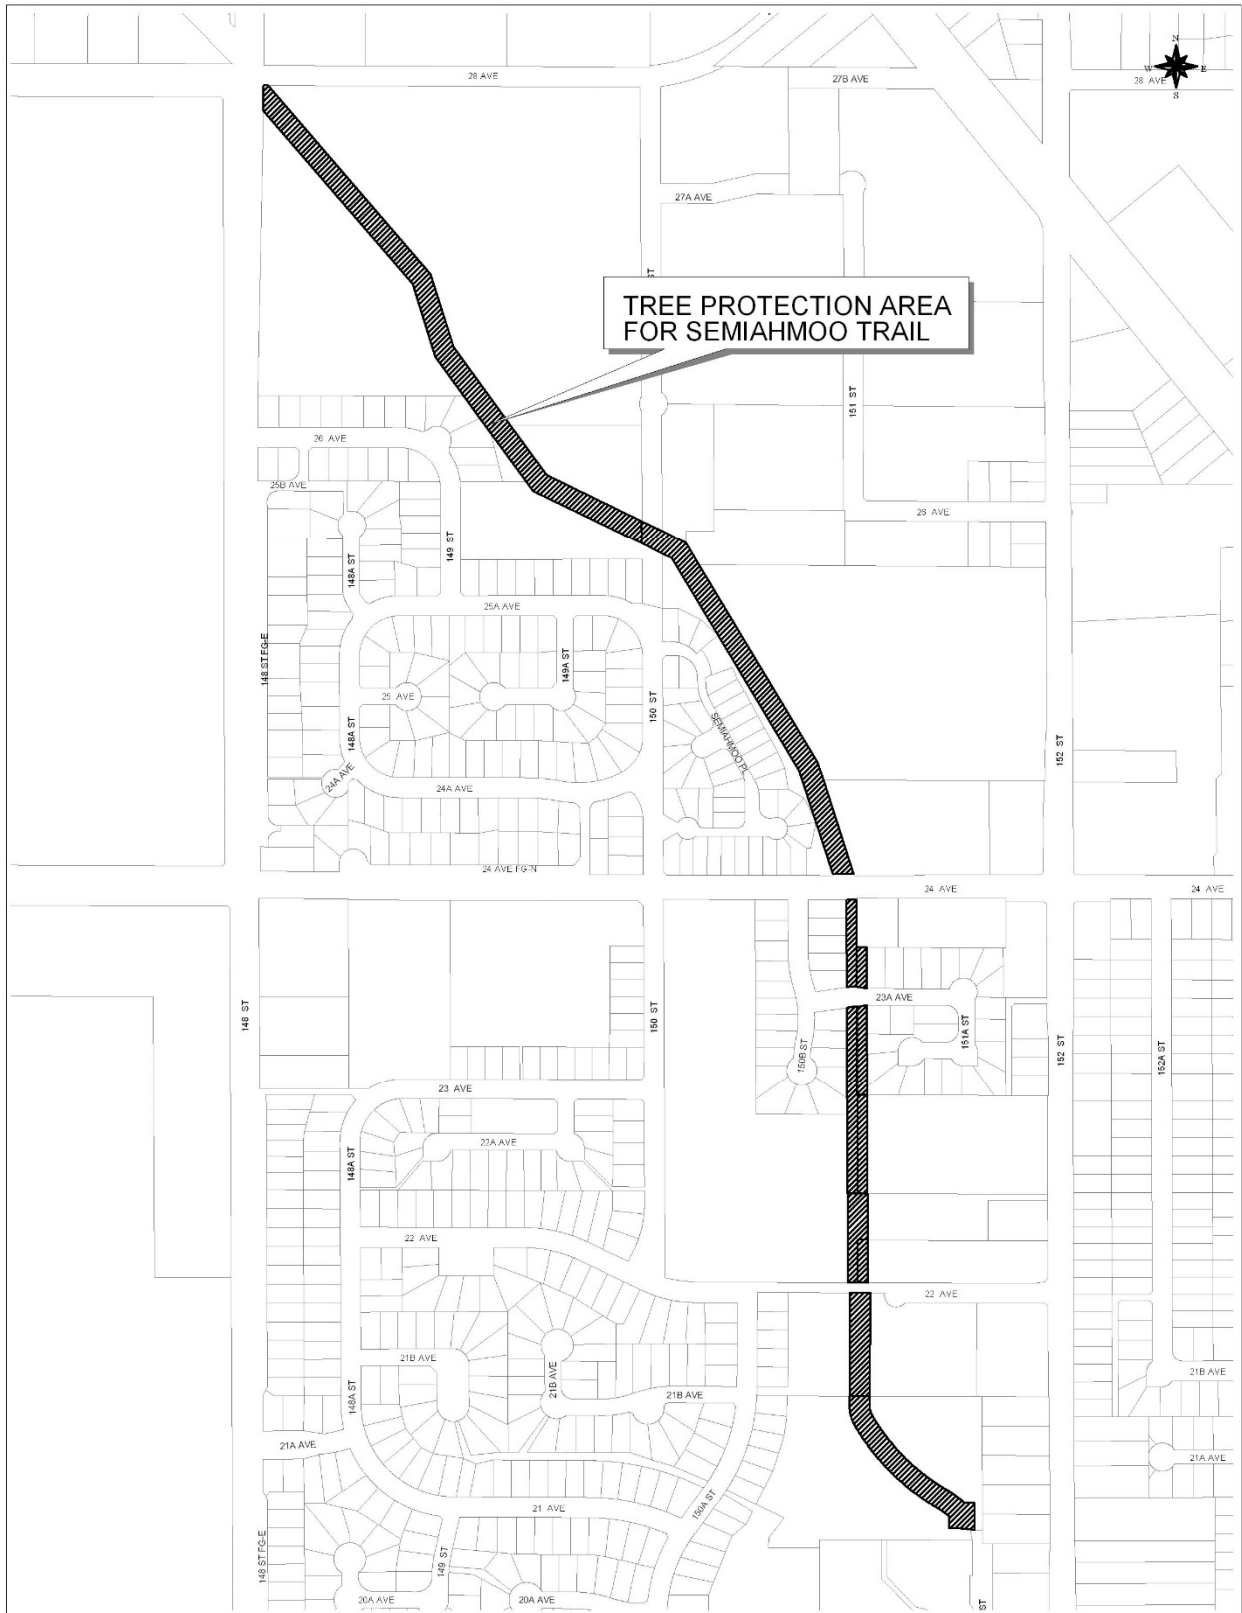 N
W E
S
28 AVE
27B AVE
28 AVE
27A AVE
ST
TREE PROTECTION AREA
FOR SEMIAHMOO TRAIL
151 ST
26 AVE
25B AVE
26 AVE
148A ST
149 ST
25A AVE
148 ST FG-E
149A ST
25 AVE
150 ST
SEMIAHMOO PL
148A ST
152 ST
24A AVE
24A AVE
24 AVE FG-N
24 AVE
24 AVE
148 ST
150 ST
23A AVE
151A ST
150B ST
152 ST
152A ST
23 AVE
22A AVE
148A ST
22 AVE
22 AVE
21B AVE
21B AVE
21B AVE
21B AVE
148A ST
21A AVE
21A AVE
21 AVE
150A ST
148 ST FG-E
149 ST
20A AVE
20A AVE
ST